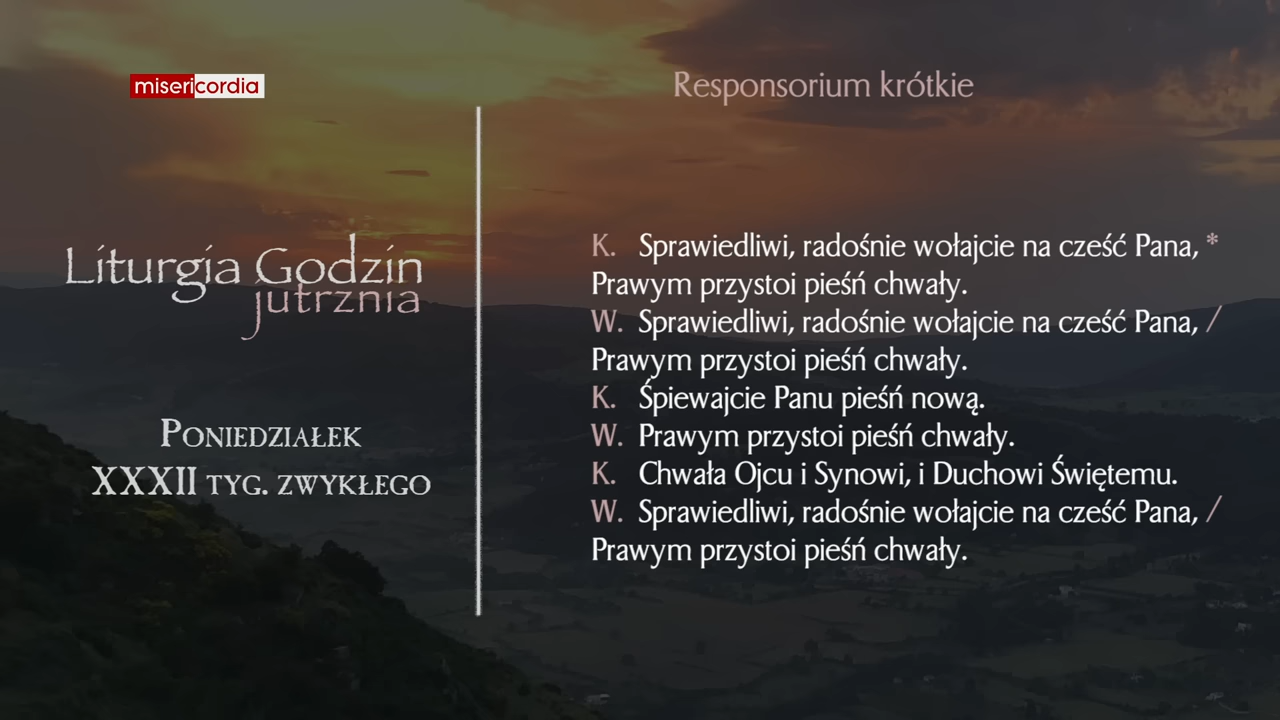 misericordia
Liturgia Godzin
jutrznia
Poniedziałek
XXXII tyg. zwykłego
Responsorium krótkie
K. Sprawiedliwi, radośnie wołajcie na cześć Pana, *
Prawym przystoi pieśń chwały.
W. Sprawiedliwi, radośnie wołajcie na cześć Pana, /
Prawym przystoi pieśń chwały.
K. Śpiewajcie Panu pieśń nową.
W. Prawym przystoi pieśń chwały.
K. Chwała Ojcu i Synowi, i Duchowi Świętemu.
W. Sprawiedliwi, radośnie wołajcie na cześć Pana, /
Prawym przystoi pieśń chwały.